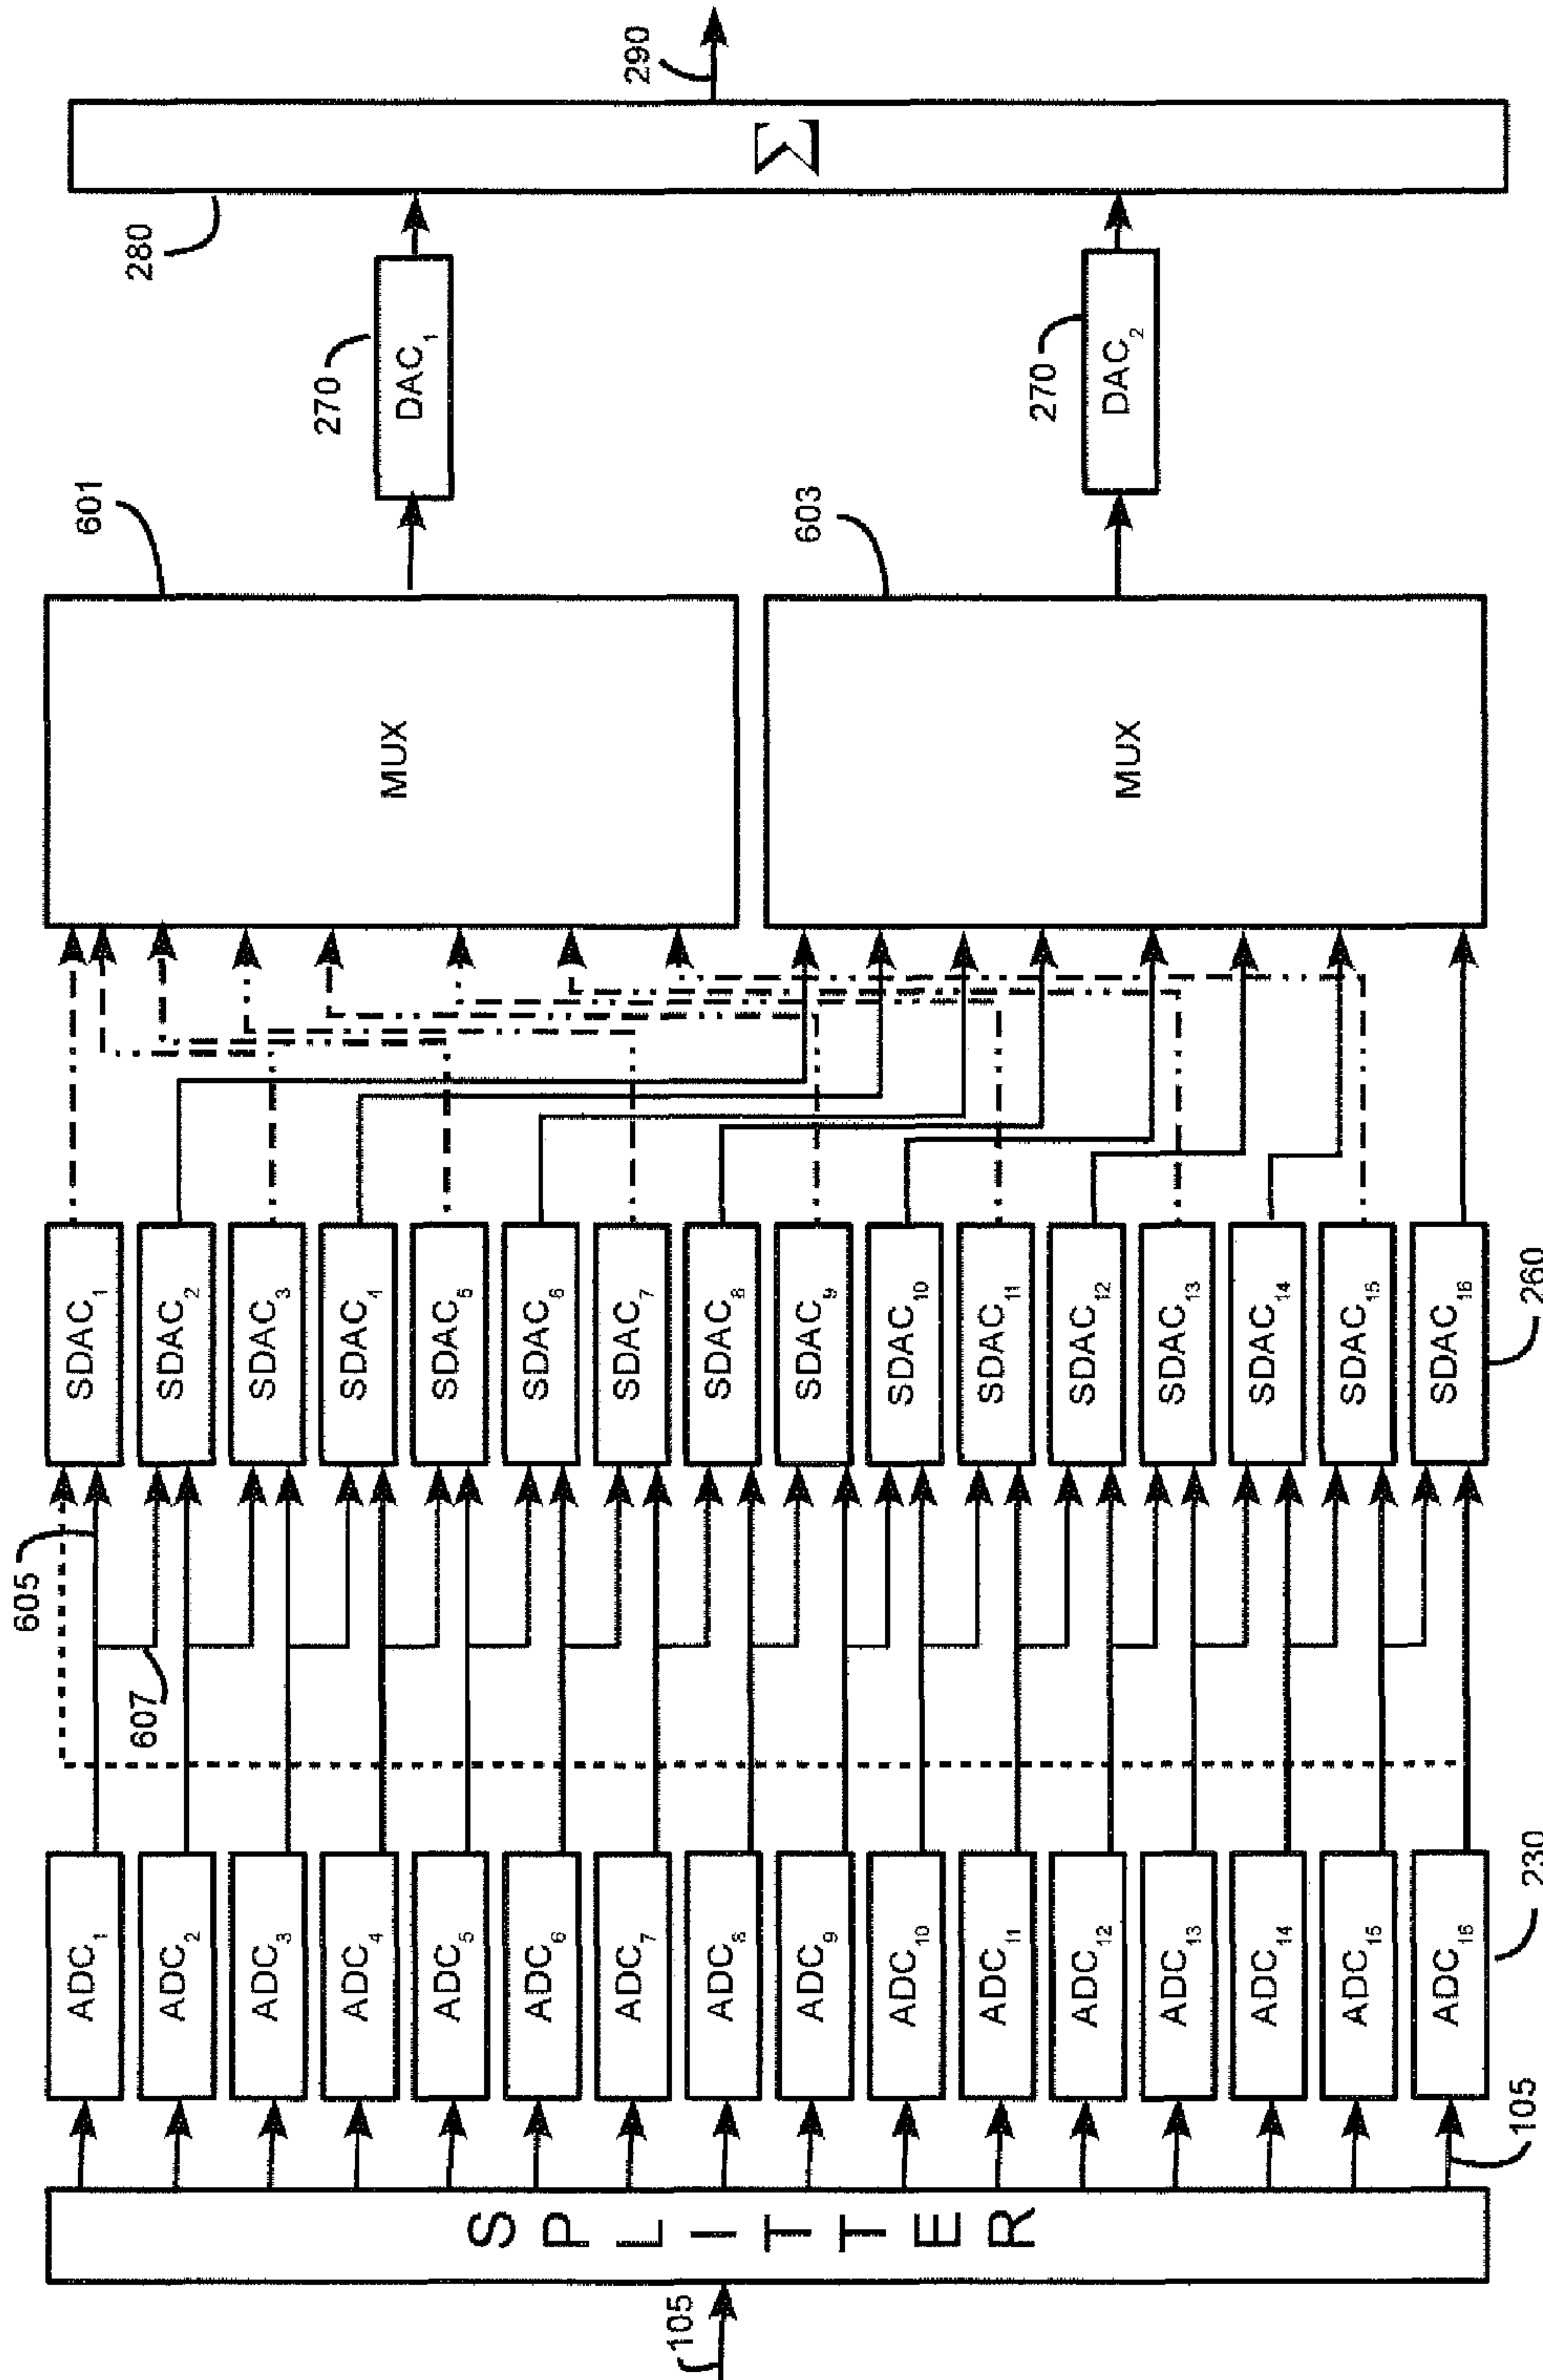 105
SPLITTER
105
ADC1
ADC2
ADC3
ADC4
ADC5
ADC6
ADC7
ADC8
ADC9
ADC10
ADC11
ADC12
ADC13
ADC14
ADC15
ADC16
230
605
607
SDAC1
SDAC2
SDAC3
SDAC4
SDAC5
SDAC6
SDAC7
SDAC8
SDAC9
SDAC10
SDAC11
SDAC12
SDAC13
SDAC14
SDAC15
SDAC16
260
MUX
601
MUX
603
DAC1
270
DAC2
270
280
Σ
290